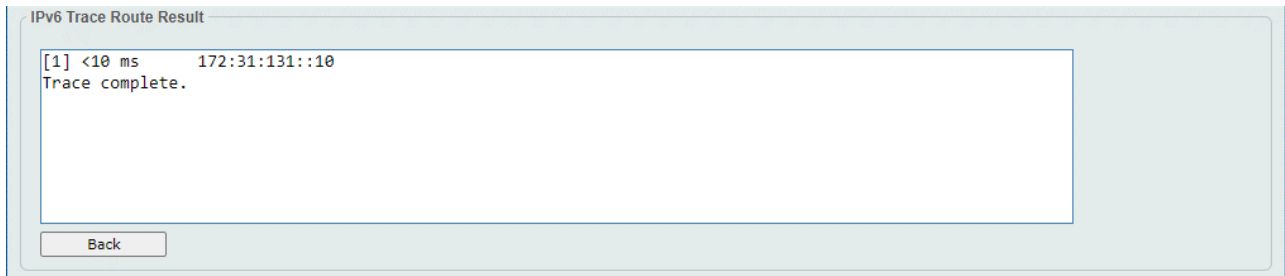 IPv6 Trace Route Result
[1] <10 ms 172:31:131::10
Trace complete.
Back